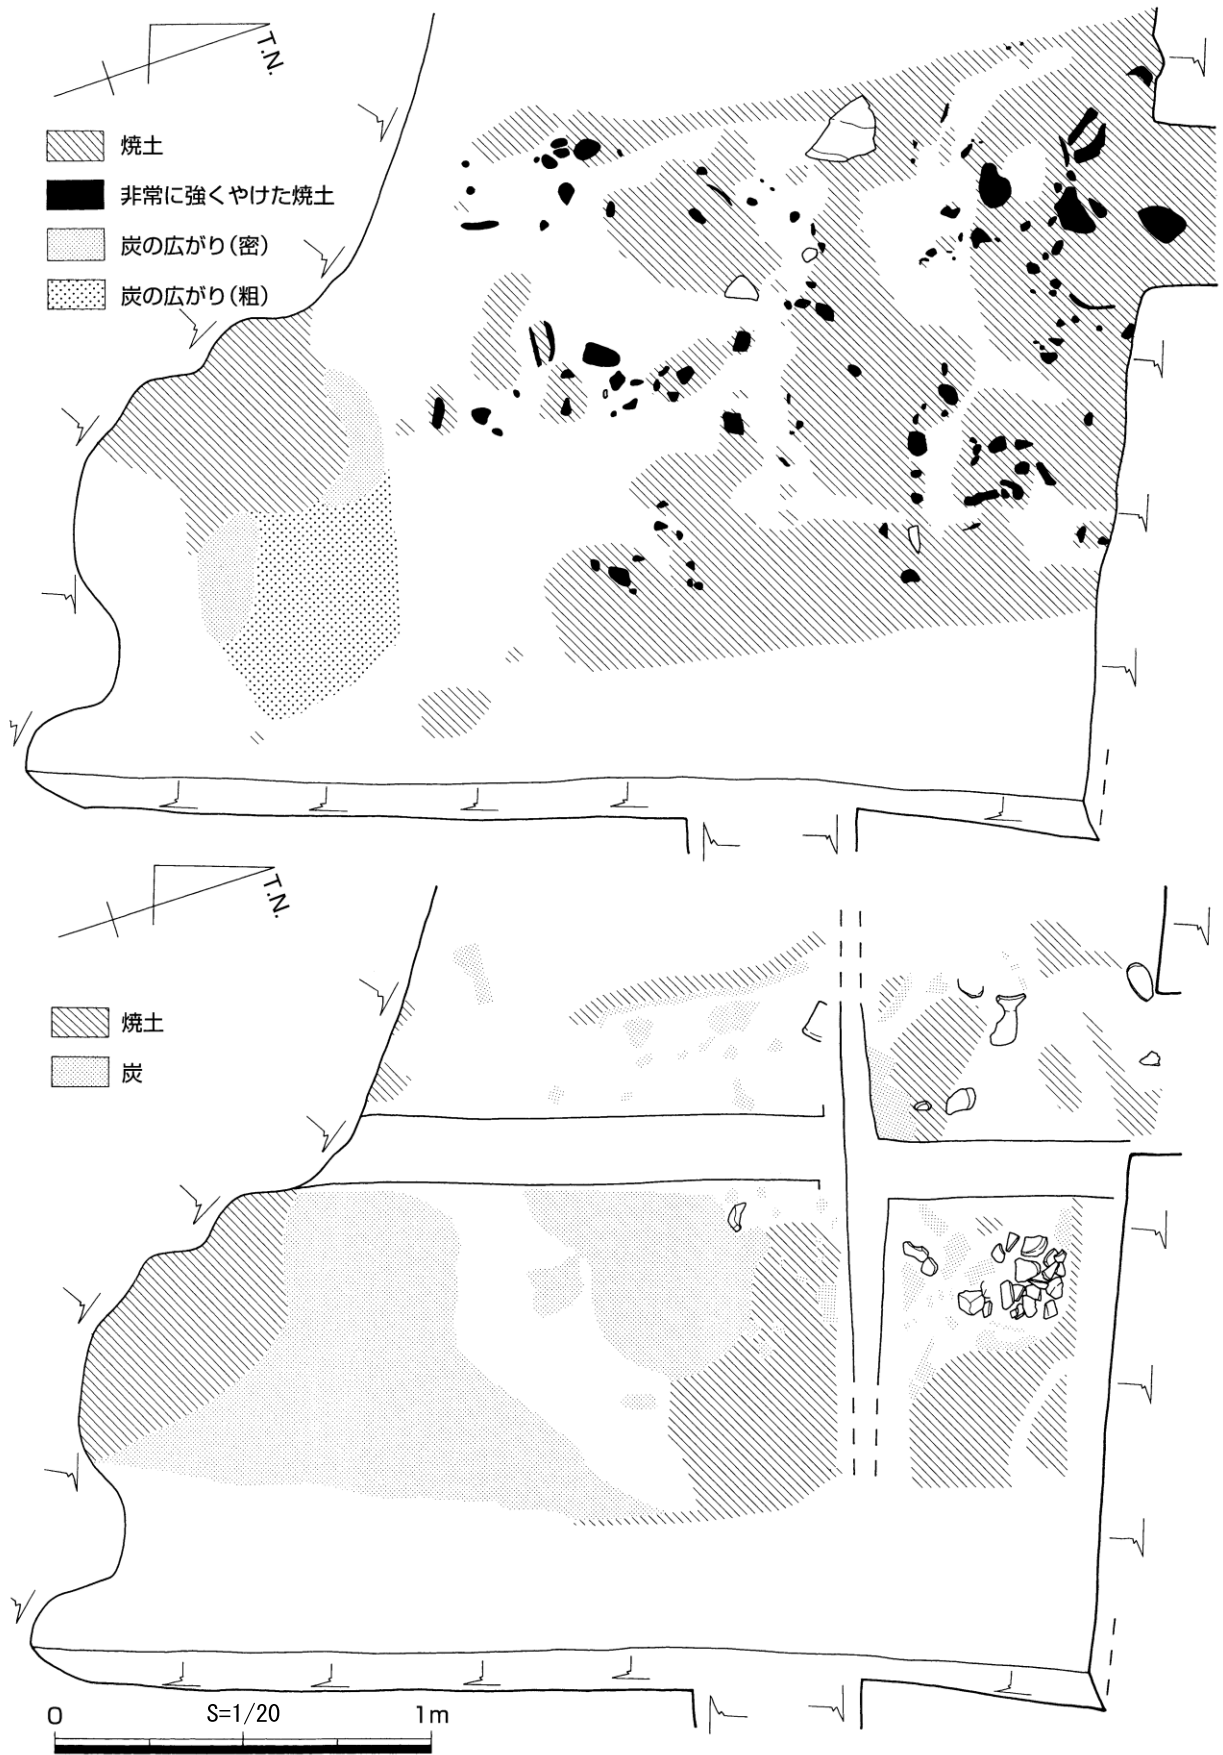 T.N.
焼土
非常に強くやけた焼土
炭の広がり(密)
炭の広がり(粗)
T.N.
焼土
炭
0 S=1/20 1m